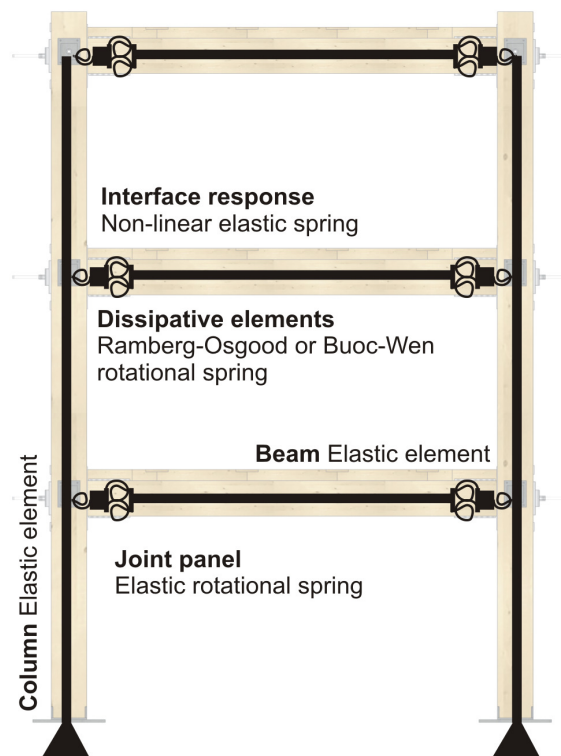 Interface response
Non-linear elastic spring
Dissipative elements
Ramberg-Osgood or Buoc-Wen
rotational spring
Beam Elastic element
Joint panel
Elastic rotational spring
Column Elastic element